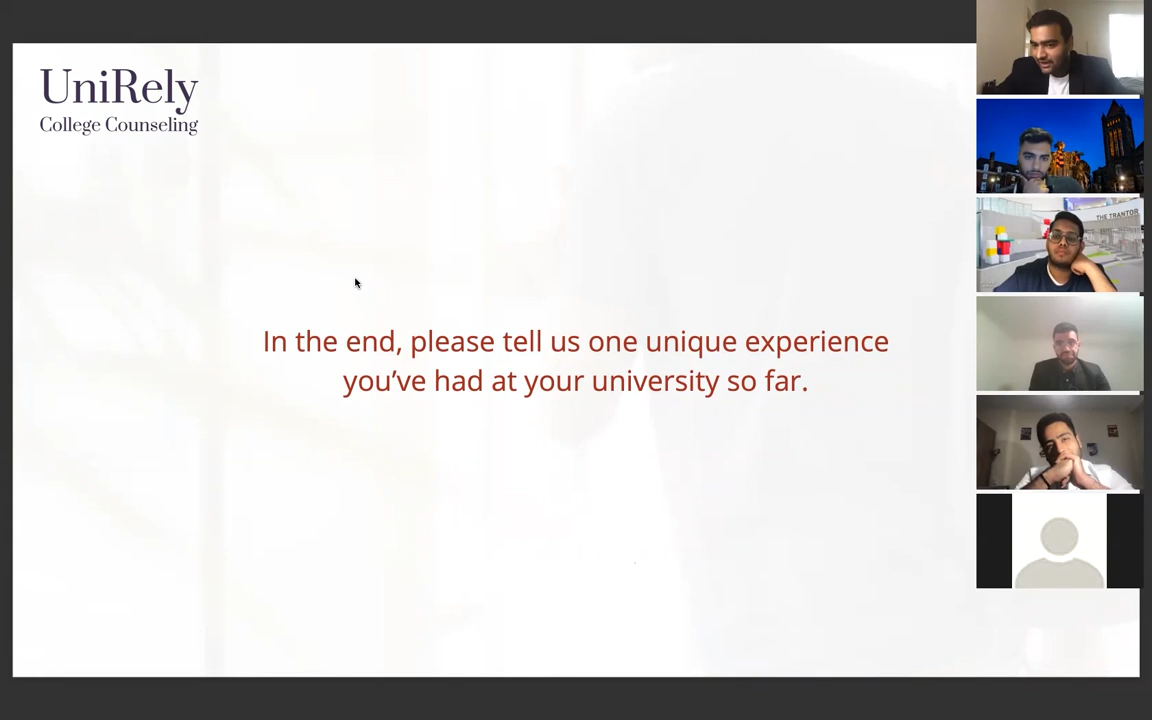 UniRely
College Counseling
THE TRANTOR
In the end, please tell us one unique experience
you’ve had at your university so far.